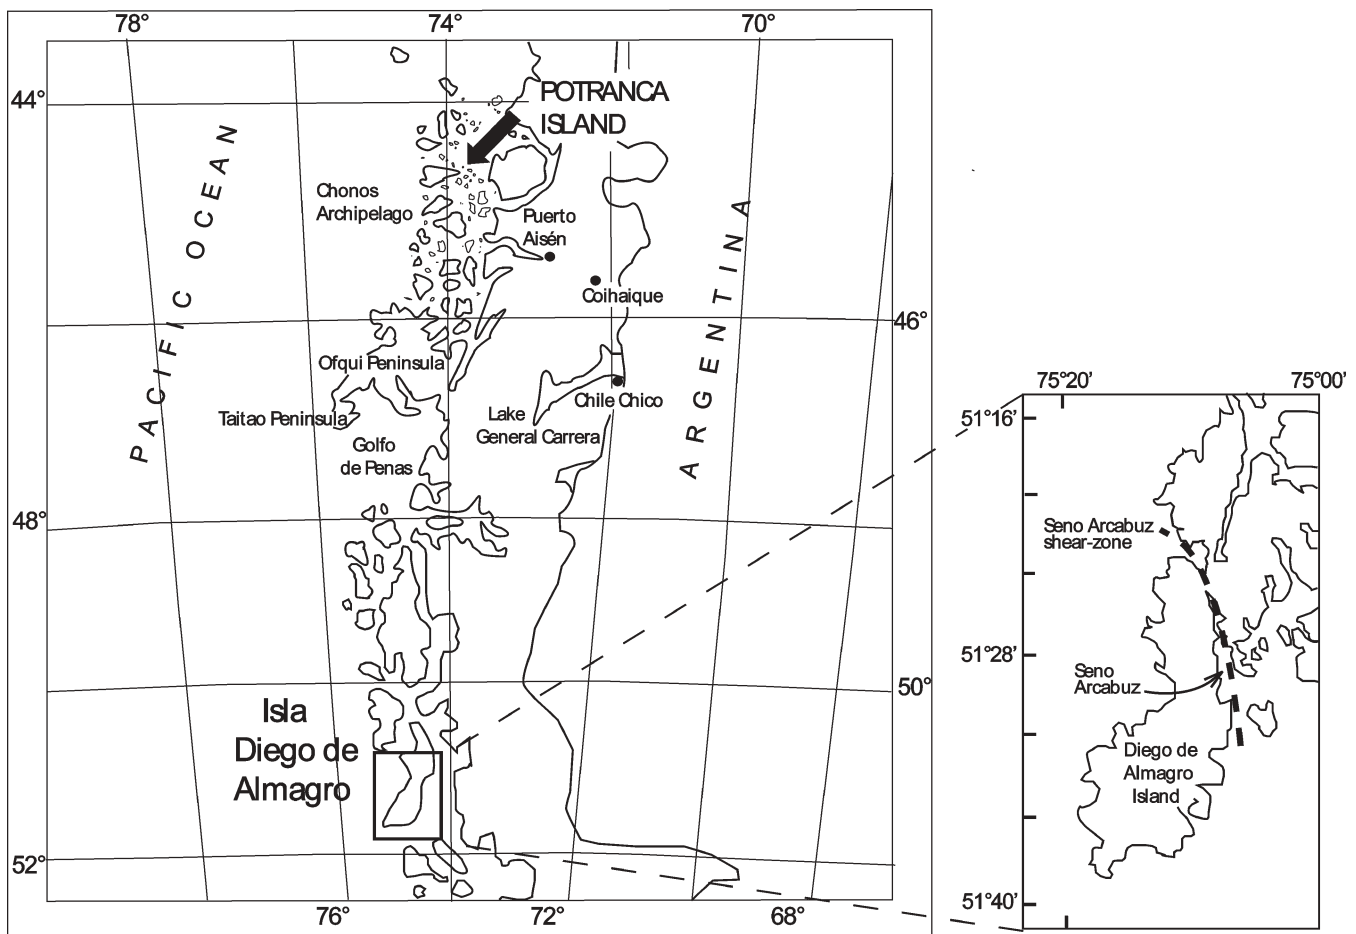 78°
74°
70°
44°
POTRANCA
ISLAND
PACIFIC OCEAN
Chonos
Archipelago
Puerto
Aisén
ARGENTINA
Coihaique
46°
Ofqui Peninsula
Taitao Peninsula
Chile Chico
Lake
General Carrera
Golfo
de Penas
48°
50°
Isla
Diego de
Almagro
52°
76°
74°
72°
68°
75°20'
75°00'
51°16'
Seno Arcabuz
shear-zone
51°28'
Seno
Arcabuz
Diego de
Almagro
Island
51°40'